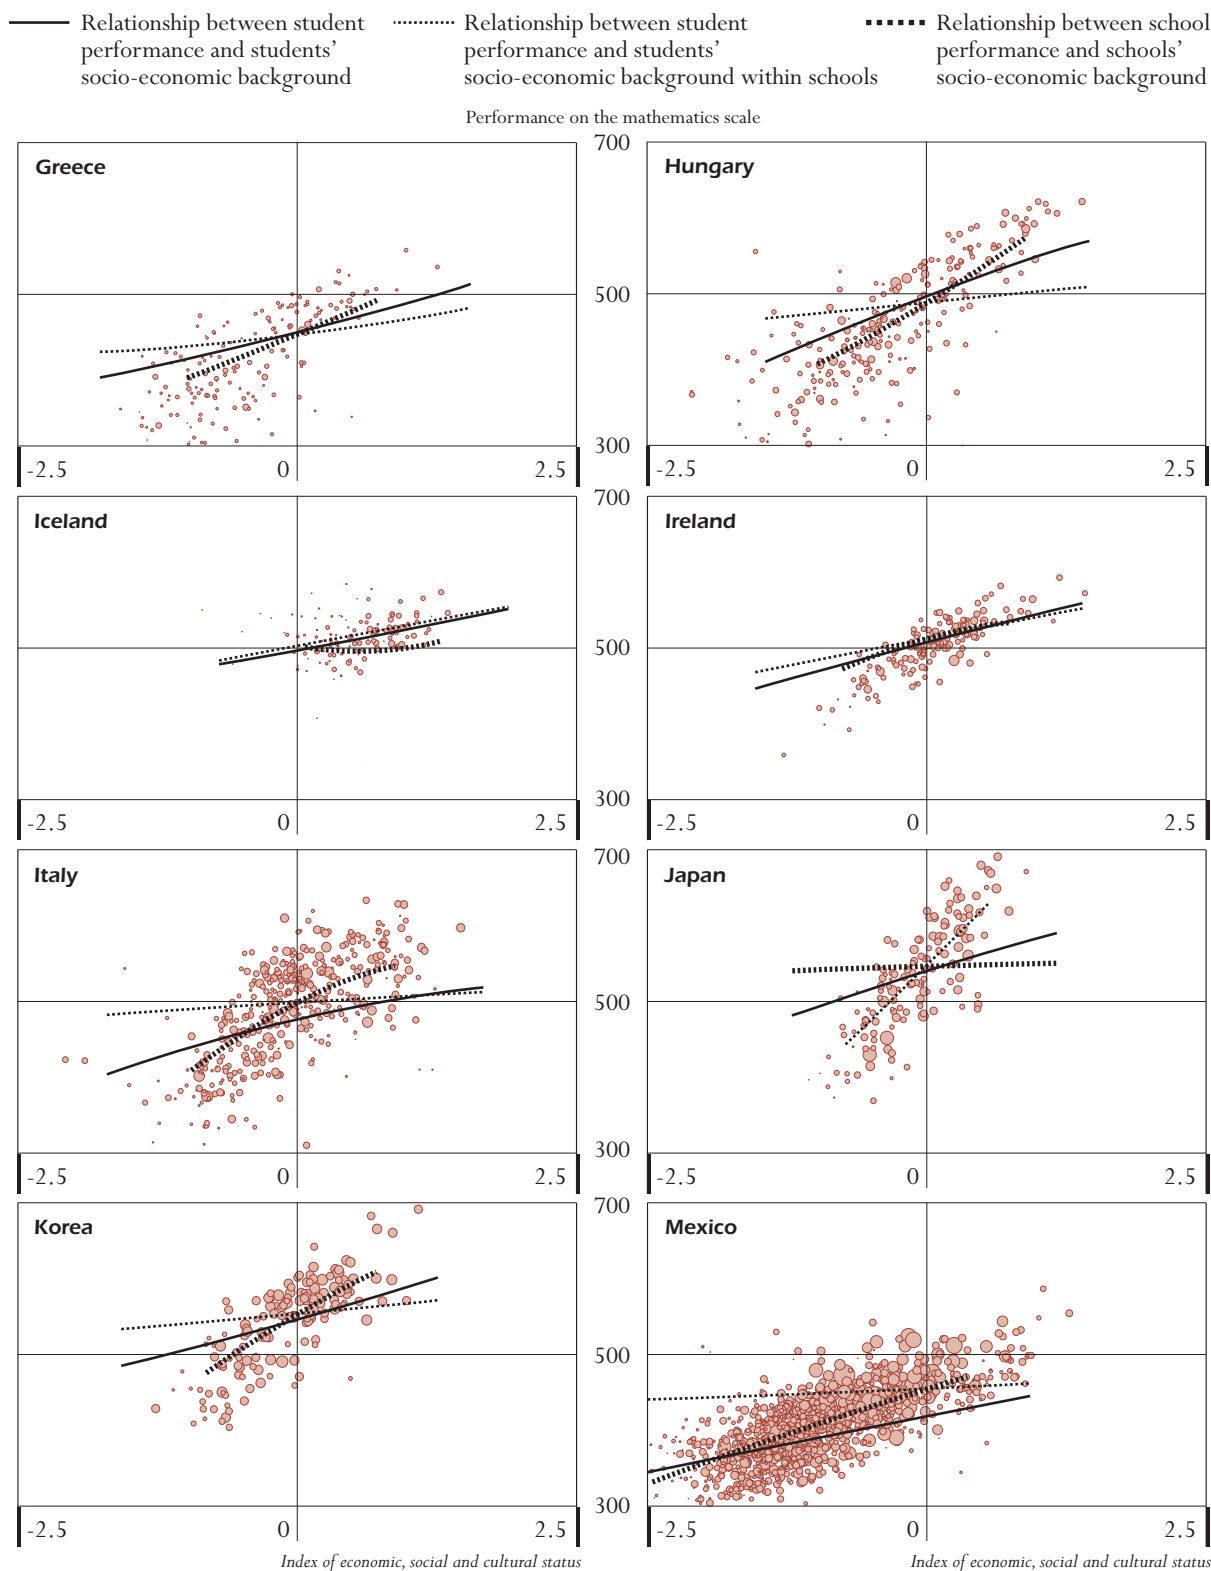 Relationship between student
performance and students’
socio-economic background
Relationship between student
performance and students’
socio-economic background within schools
Relationship between school
performance and schools’
socio-economic background
Performance on the mathematics scale
Greece
700
Hungary
500
300
-2.5 0 2.5
-2.5 0 2.5
Iceland
700
Ireland
500
300
-2.5 0 2.5
-2.5 0 2.5
Italy
700
Japan
500
300
-2.5 0 2.5
-2.5 0 2.5
Korea
700
Mexico
500
300
-2.5 0 2.5
-2.5 0 2.5
Index of economic, social and cultural status
Index of economic, social and cultural status